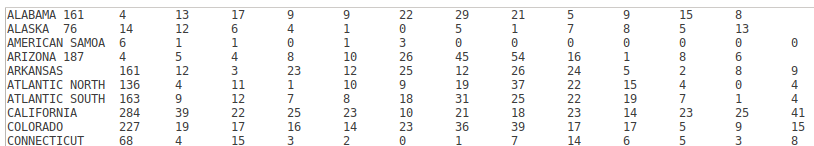 ALABAMA 161 4 13 17 9 9 22 29 21 5 9 15 8
ALASKA 76 14 12 6 4 1 0 5 1 7 8 5 13
AMERICAN SAMOA 6 1 1 0 1 3 0 0 0 0 0 0 0
ARIZONA 187 4 5 4 8 10 26 45 54 16 1 8 6
ARKANSAS 161 12 3 23 12 25 12 26 24 5 2 8 9
ATLANTIC NORTH 136 4 11 1 10 9 19 37 22 15 4 0 4
ATLANTIC SOUTH 163 9 12 7 8 18 31 25 22 19 7 1 4
CALIFORNIA 284 39 22 25 23 10 21 18 23 14 23 25 41
COLORADO 227 19 17 16 14 23 36 39 17 17 5 9 15
CONNECTICUT 68 4 15 3 2 0 1 7 14 6 5 3 8